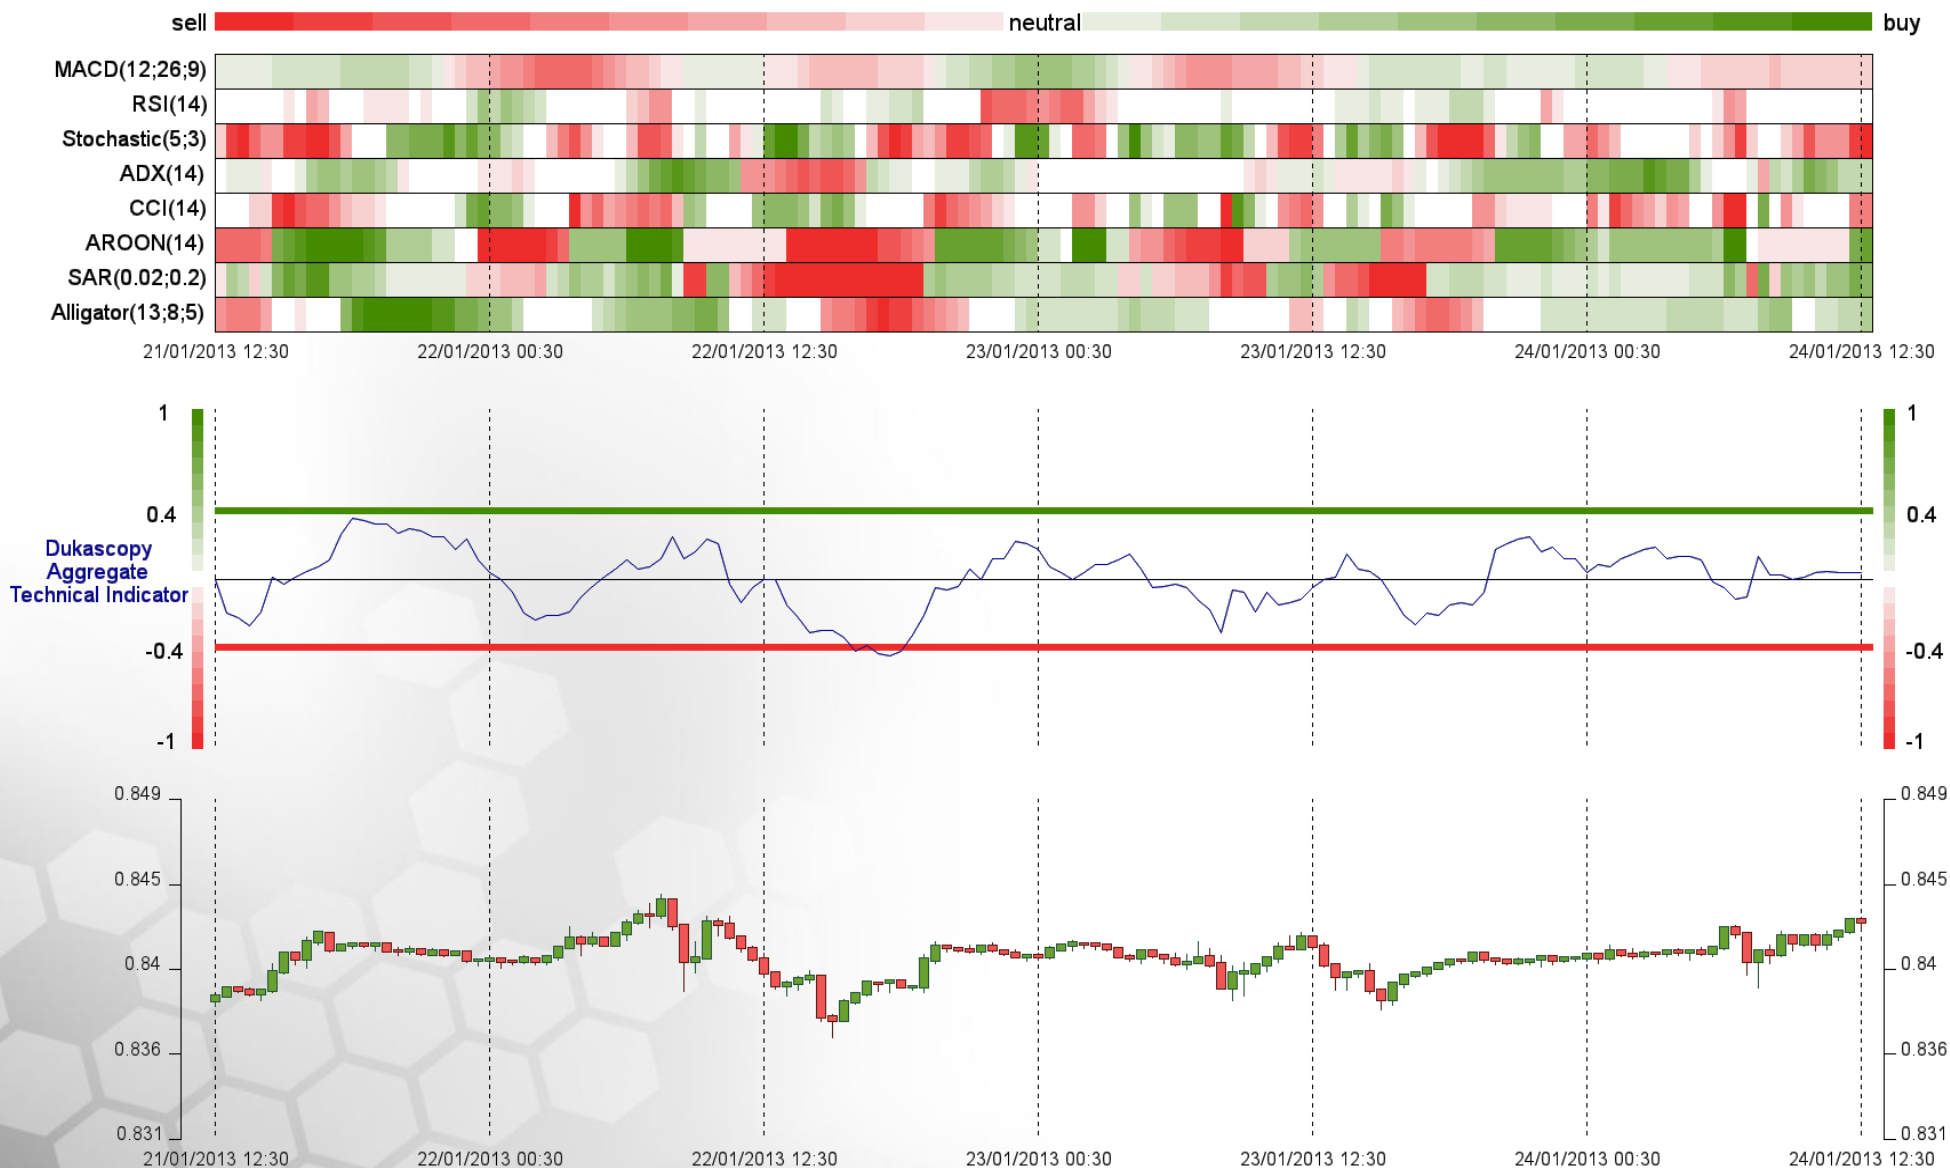 sell neutral buy
MACD(12;26;9)
RSI(14)
Stochastic(5;3)
ADX(14)
CCI(14)
AROON(14)
SAR(0.02;0.2)
Alligator(13;8;5)
21/01/2013 12:30 22/01/2013 00:30 22/01/2013 12:30 23/01/2013 00:30 23/01/2013 12:30 24/01/2013 00:30 24/01/2013 12:30
1 1
0.4 0.4
Dukascopy
Aggregate
Technical Indicator
-0.4 -0.4
-1 -1
0.849 0.849
0.845 0.845
0.84 0.84
0.836 0.836
0.831 0.831
21/01/2013 12:30 22/01/2013 00:30 22/01/2013 12:30 23/01/2013 00:30 23/01/2013 12:30 24/01/2013 00:30 24/01/2013 12:30